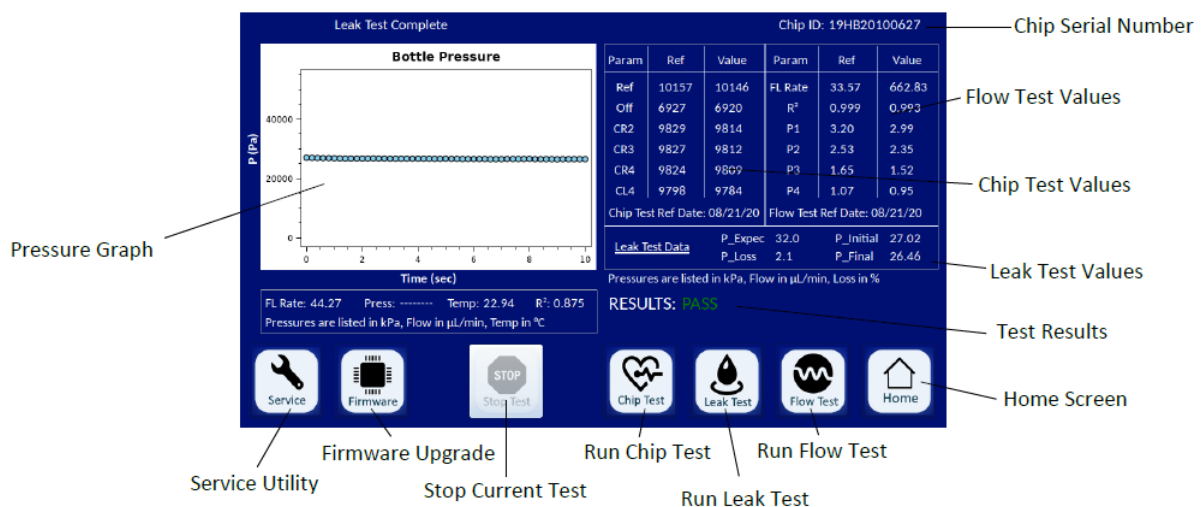 Leak Test Complete
Chip ID: 19HB20100627
Chip Serial Number
Bottle Pressure
P (Pa)
40000
20000
0
0 2 4 6 8 10
Time (sec)
Pressure Graph
Param Ref Value Param Ref Value
Ref 10157 10146 FL Rate 33.57 662.83
Off 6927 6920 R² 0.999 0.993
CR2 9829 9814 P1 3.20 2.99
CR3 9827 9812 P2 2.53 2.35
CR4 9824 9809 P3 1.65 1.52
CL4 9798 9784 P4 1.07 0.95
Chip Test Ref Date: 08/21/20 Flow Test Ref Date: 08/21/20
Leak Test Data
P_Expec 32.0 P_Initial 27.02
P_Loss 2.1 P_Final 26.46
Pressures are listed in kPa, Flow in µL/min, Loss in %
Flow Test Values
Chip Test Values
Leak Test Values
FL Rate: 44.27 Press: -------- Temp: 22.94 R²: 0.875
Pressures are listed in kPa, Flow in µL/min, Temp in °C
RESULTS: PASS
Test Results
Service
Firmware
STOP
Stop Test
Chip Test
Leak Test
Flow Test
Home
Home Screen
Service Utility
Firmware Upgrade
Stop Current Test
Run Chip Test
Run Leak Test
Run Flow Test